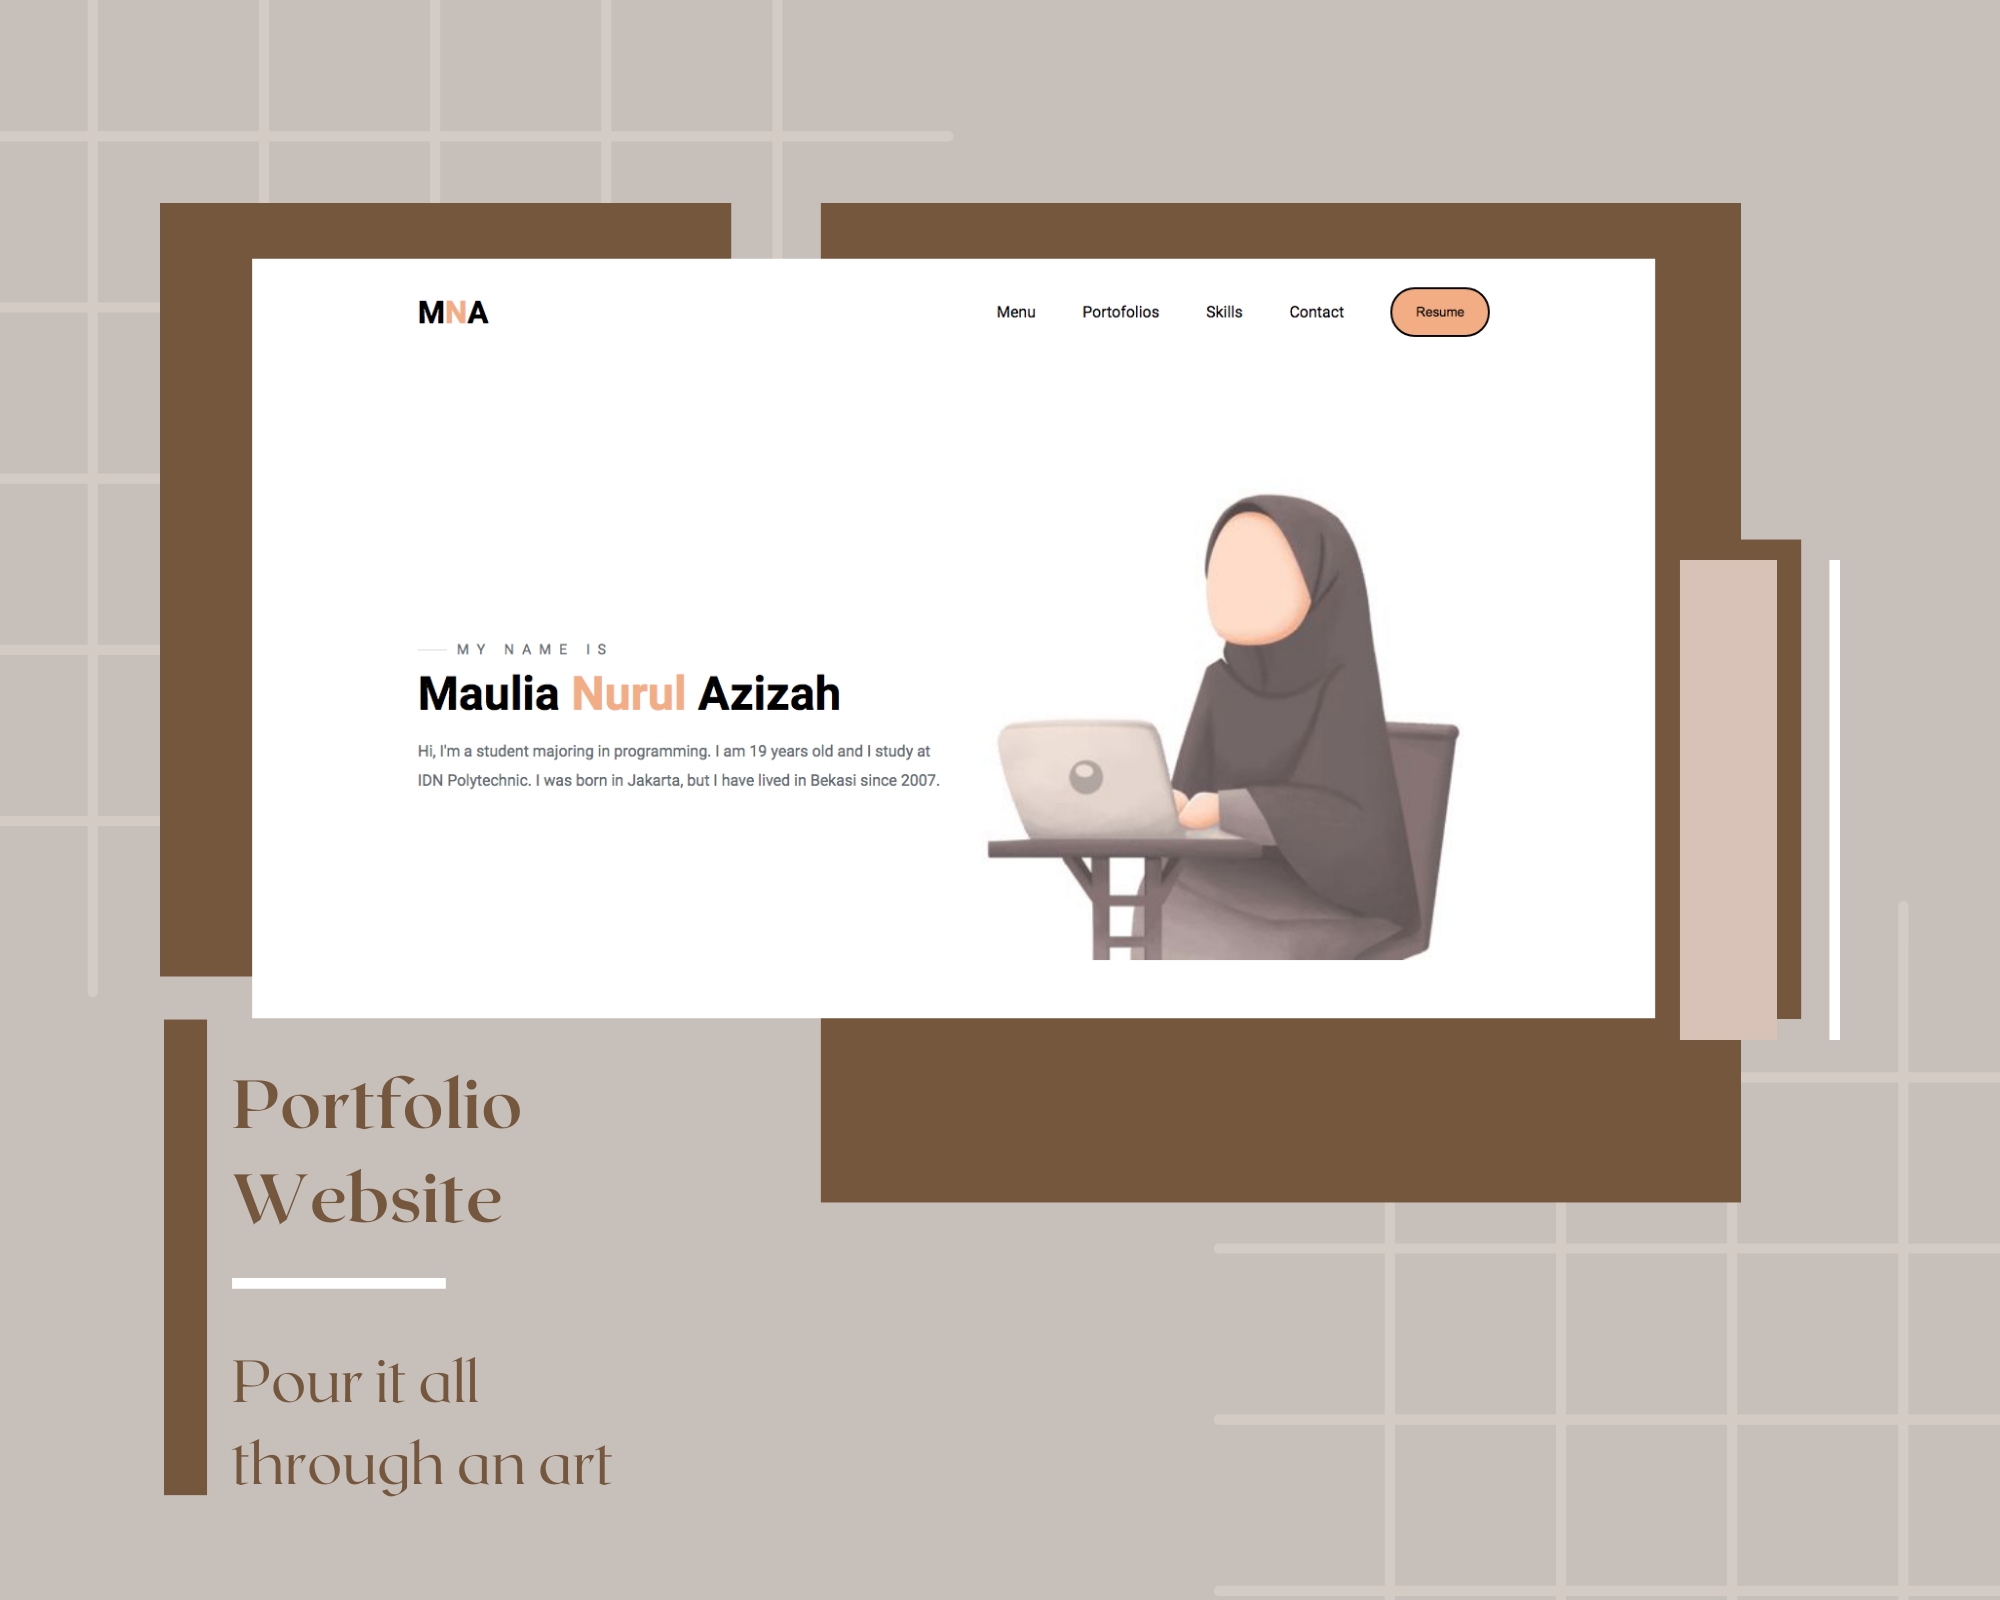 MNA
Menu Portofolios Skills Contact Resume
MY NAME IS
Maulia Nurul Azizah
Hi, I'm a student majoring in programming. I am 19 years old and I study at
IDN Polytechnic. I was born in Jakarta, but I have lived in Bekasi since 2007.
Portfolio
Website
Pour it all
through an art